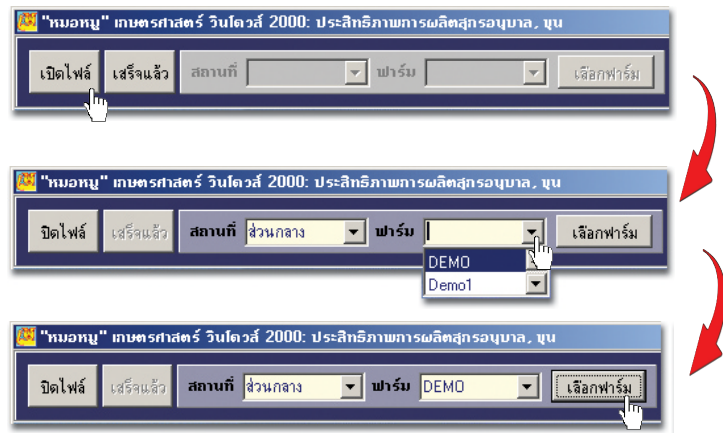 "หมอหมู" เกษตรศาสตร์ วินโดวส์ 2000: ประสิทธิภาพการผลิตสุกรอนุบาล, ขุน
เปิดไฟล์ เสร็จแล้ว สถานที่ ฟาร์ม เลือกฟาร์ม
"หมอหมู" เกษตรศาสตร์ วินโดวส์ 2000: ประสิทธิภาพการผลิตสุกรอนุบาล, ขุน
ปิดไฟล์ เสร็จแล้ว สถานที่ ส่วนกลาง ฟาร์ม เลือกฟาร์ม
DEMO
Demo1
"หมอหมู" เกษตรศาสตร์ วินโดวส์ 2000: ประสิทธิภาพการผลิตสุกรอนุบาล, ขุน
ปิดไฟล์ เสร็จแล้ว สถานที่ ส่วนกลาง ฟาร์ม DEMO เลือกฟาร์ม